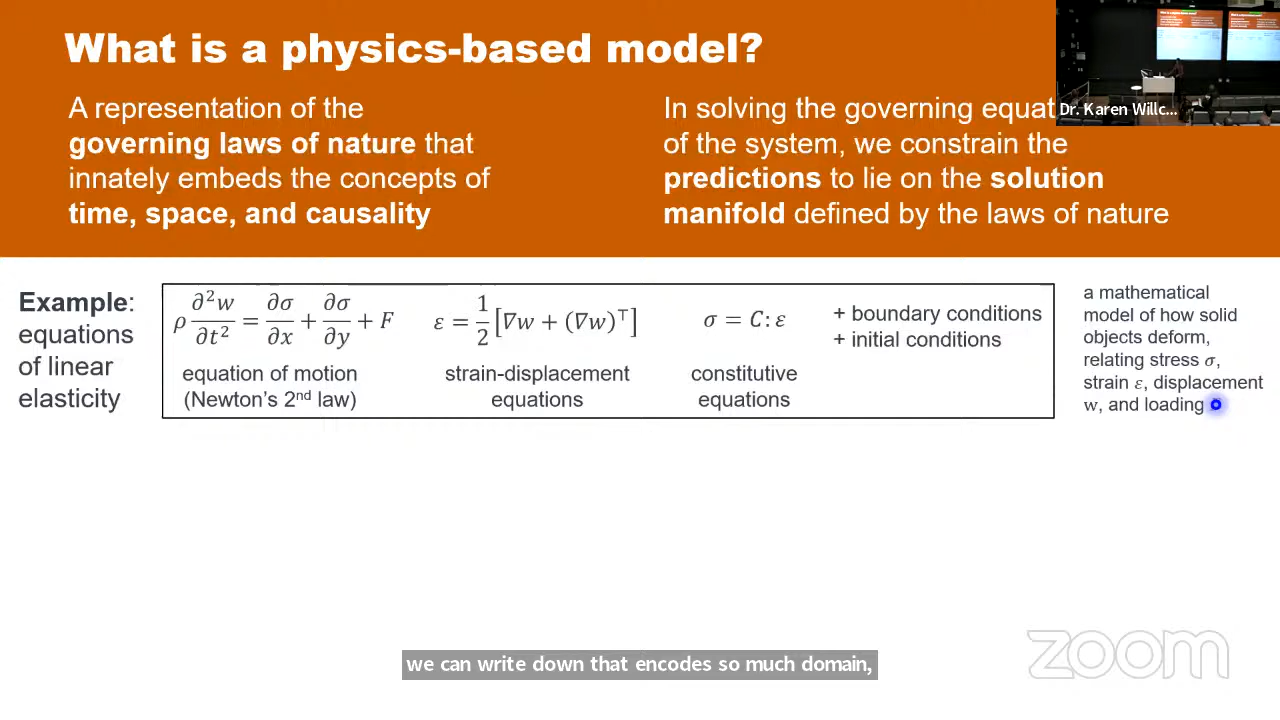 What is a physics-based model?
A representation of the
governing laws of nature that
innately embeds the concepts of
time, space, and causality
In solving the governing equat
of the system, we constrain the
predictions to lie on the solution
manifold defined by the laws of nature
Dr. Karen Willc...
Example:
equations
of linear
elasticity
ρ ∂²w/∂t² = ∂σ/∂x + ∂σ/∂y + F
equation of motion
(Newton's 2nd law)
ε = 1/2 [∇w + (∇w)⊤]
strain-displacement
equations
σ = C: ε
constitutive
equations
+ boundary conditions
+ initial conditions
a mathematical
model of how solid
objects deform,
relating stress σ,
strain ε, displacement
w, and loading
we can write down that encodes so much domain,
zoom